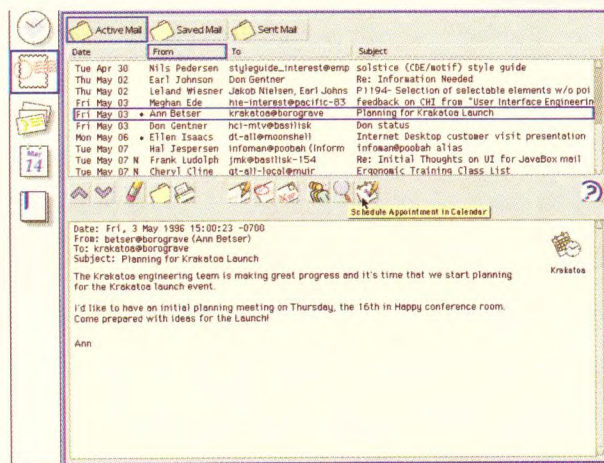 Active Mail Saved Mail Sent Mail
Date From To Subject
Tue Apr 30 Nils Pedersen styleguide_interest@emp solstice (CDE/motif) style guide
Thu May 02 Earl Johnson Don Gentner Re: Information Needed
Thu May 02 Leland Wiesner Jakob Nielsen, Earl Johns P1194- Selection of selectable elements w/o poi
Fri May 03 Meghan Ede hie-interest@pacific-83 feedback on CHI from "User Interface Engineerin
Fri May 03 • Ann Betser krakatoa@borograve Planning for Krakatoa Launch
Fri May 03 Don Gentner hci-mtv@basilisk Don status
Mon May 06 • Ellen Isaacs dt-all@moonshell Internet Desktop customer visit presentation
Tue May 07 Hal Jespersen infoman@poobah (Inform infoman@poobah alias
Tue May 07 N Frank Ludolph jmk@basilisk-154 Re: Initial Thoughts on UI for JavaBox mail
Tue May 07 N Cheryl Cline qt-all-local@muir Ergonomic Training Class List
May
14
Schedule Appointment in Calendar
Date: Fri, 3 May 1996 15:00:23 -0700
From: betser@borograve (Ann Betser)
To: krakatoa@borograve
Subject: Planning for Krakatoa Launch
Krakatoa
The Krakatoa engineering team is making great progress and it's time that we start planning
for the Krakatoa launch event.
I'd like to have an initial planning meeting on Thursday, the 16th in Happy conference room.
Come prepared with ideas for the Launch!
Ann